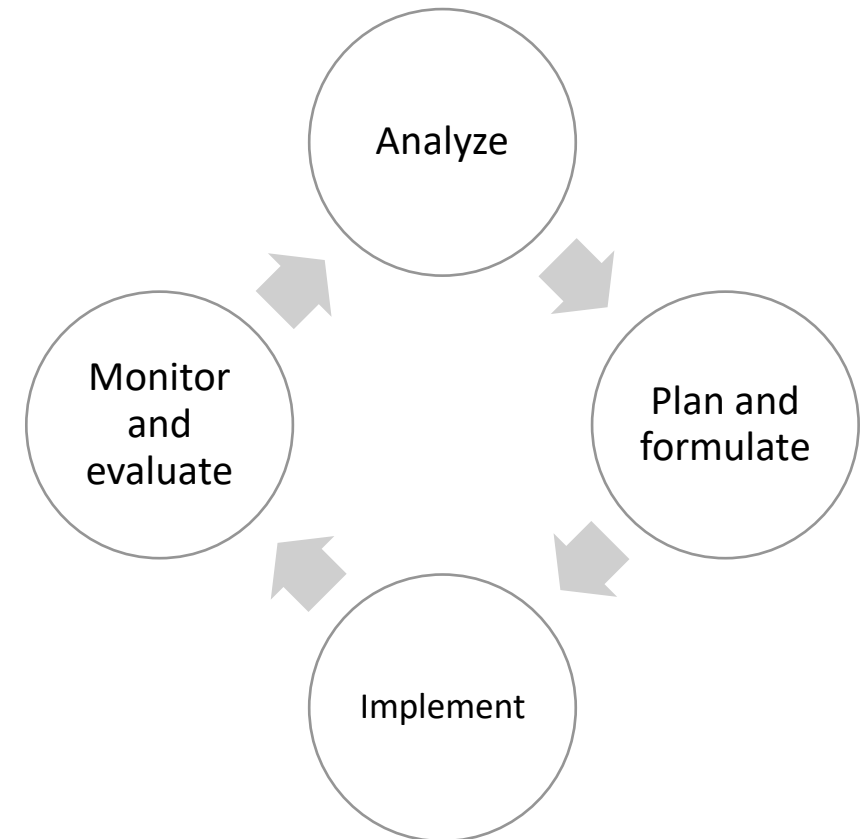 Analyze
Plan and
formulate
Implement
Monitor
and
evaluate